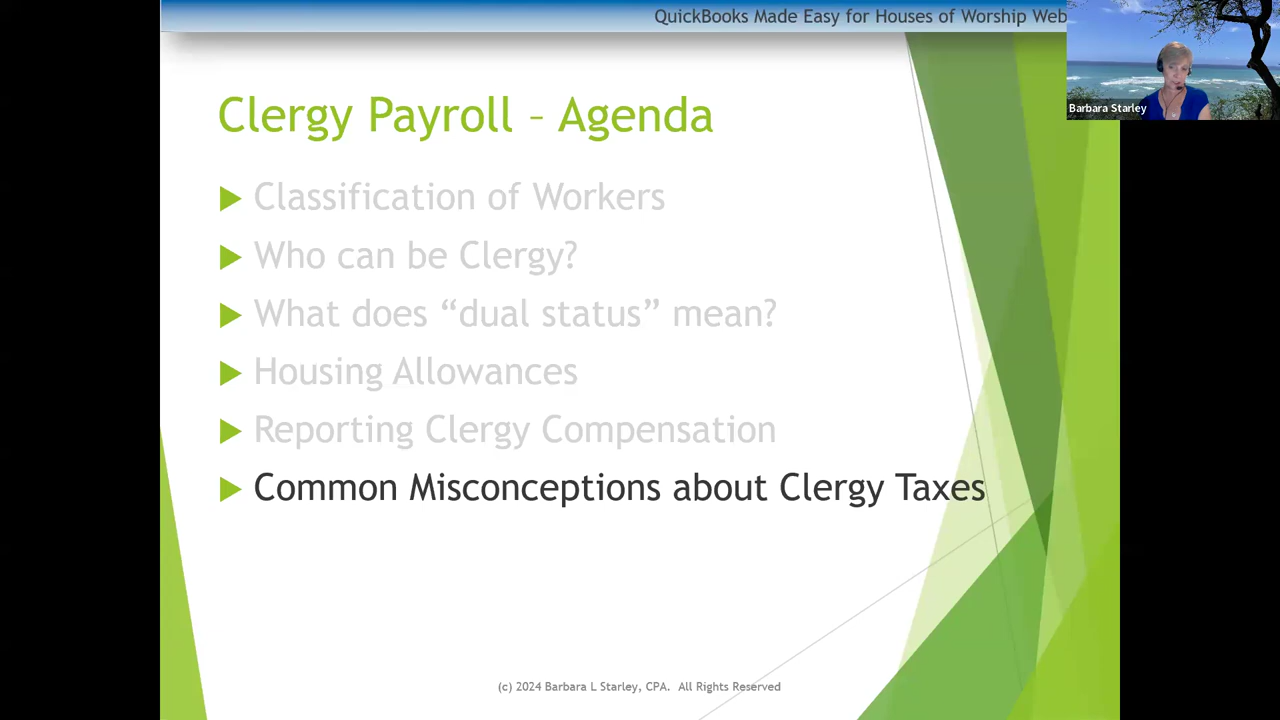 QuickBooks Made Easy for Houses of Worship Web
Barbara Starley
Clergy Payroll – Agenda
Classification of Workers
Who can be Clergy?
What does “dual status” mean?
Housing Allowances
Reporting Clergy Compensation
Common Misconceptions about Clergy Taxes
(c) 2024 Barbara L Starley, CPA. All Rights Reserved